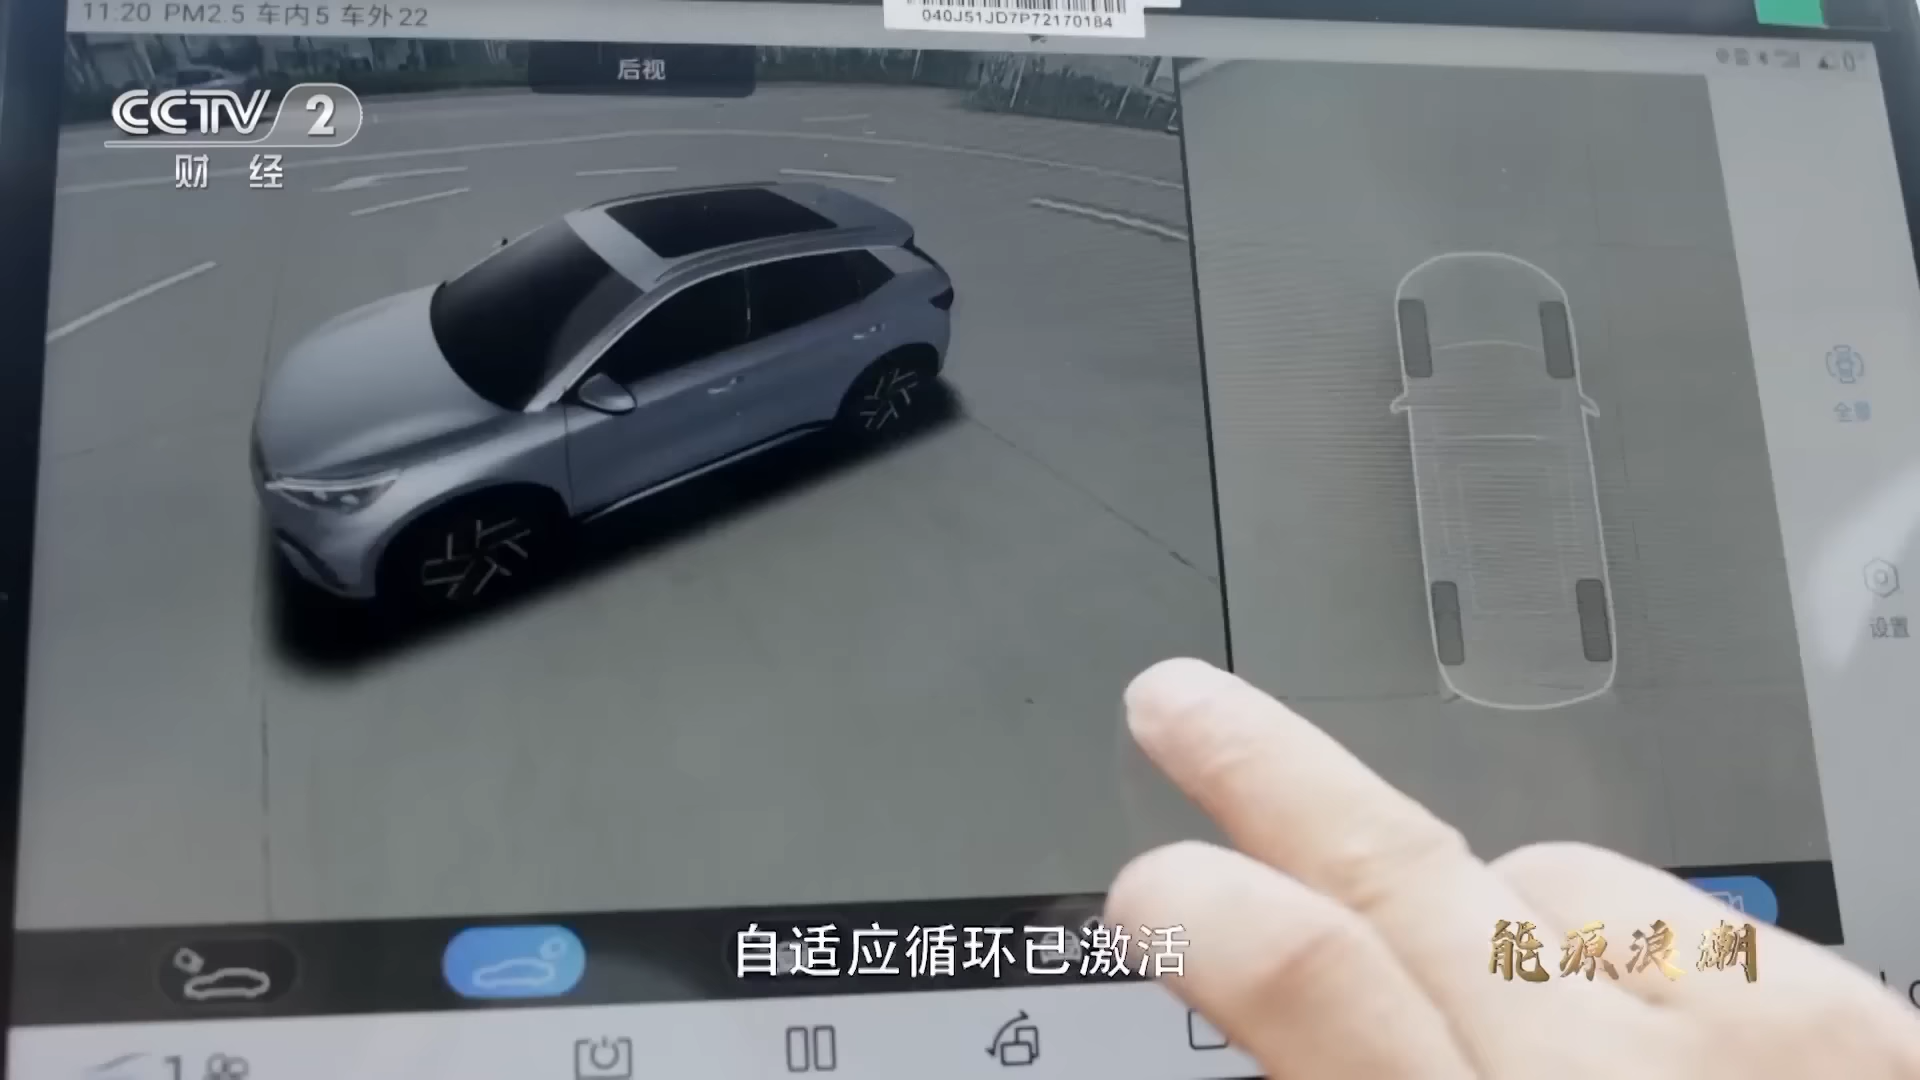 11:20 PM2.5 车内5 车外22
040J51JD7P72170184
后视
CCTV 2
财 经
全景
设置
自适应循环已激活
能源浪潮